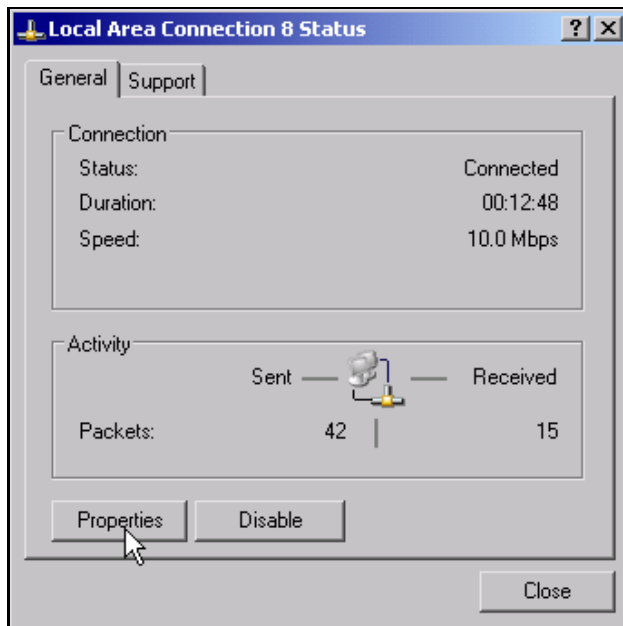 Local Area Connection 8 Status
General Support
Connection
Status: Connected
Duration: 00:12:48
Speed: 10.0 Mbps
Activity
Sent Received
Packets: 42 15
Properties Disable
Close